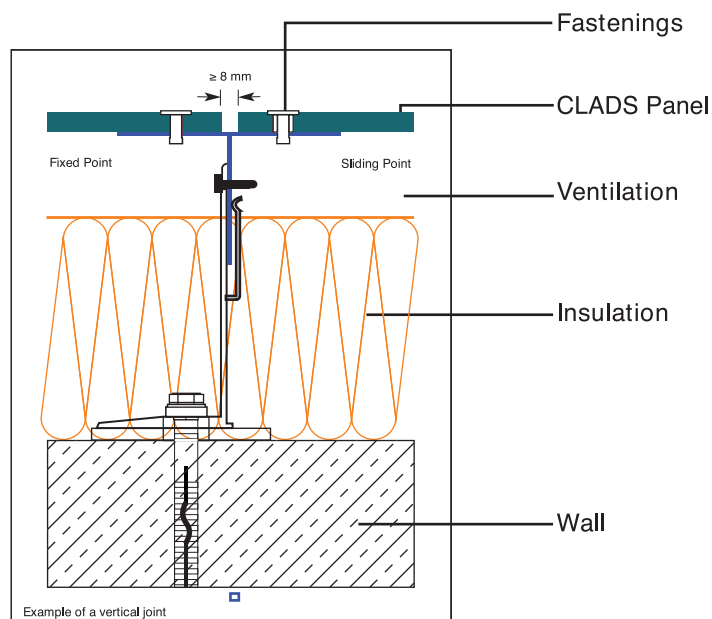 Fastenings
≥ 8 mm
CLADS Panel
Fixed Point
Sliding Point
Ventilation
Insulation
Wall
Example of a vertical joint